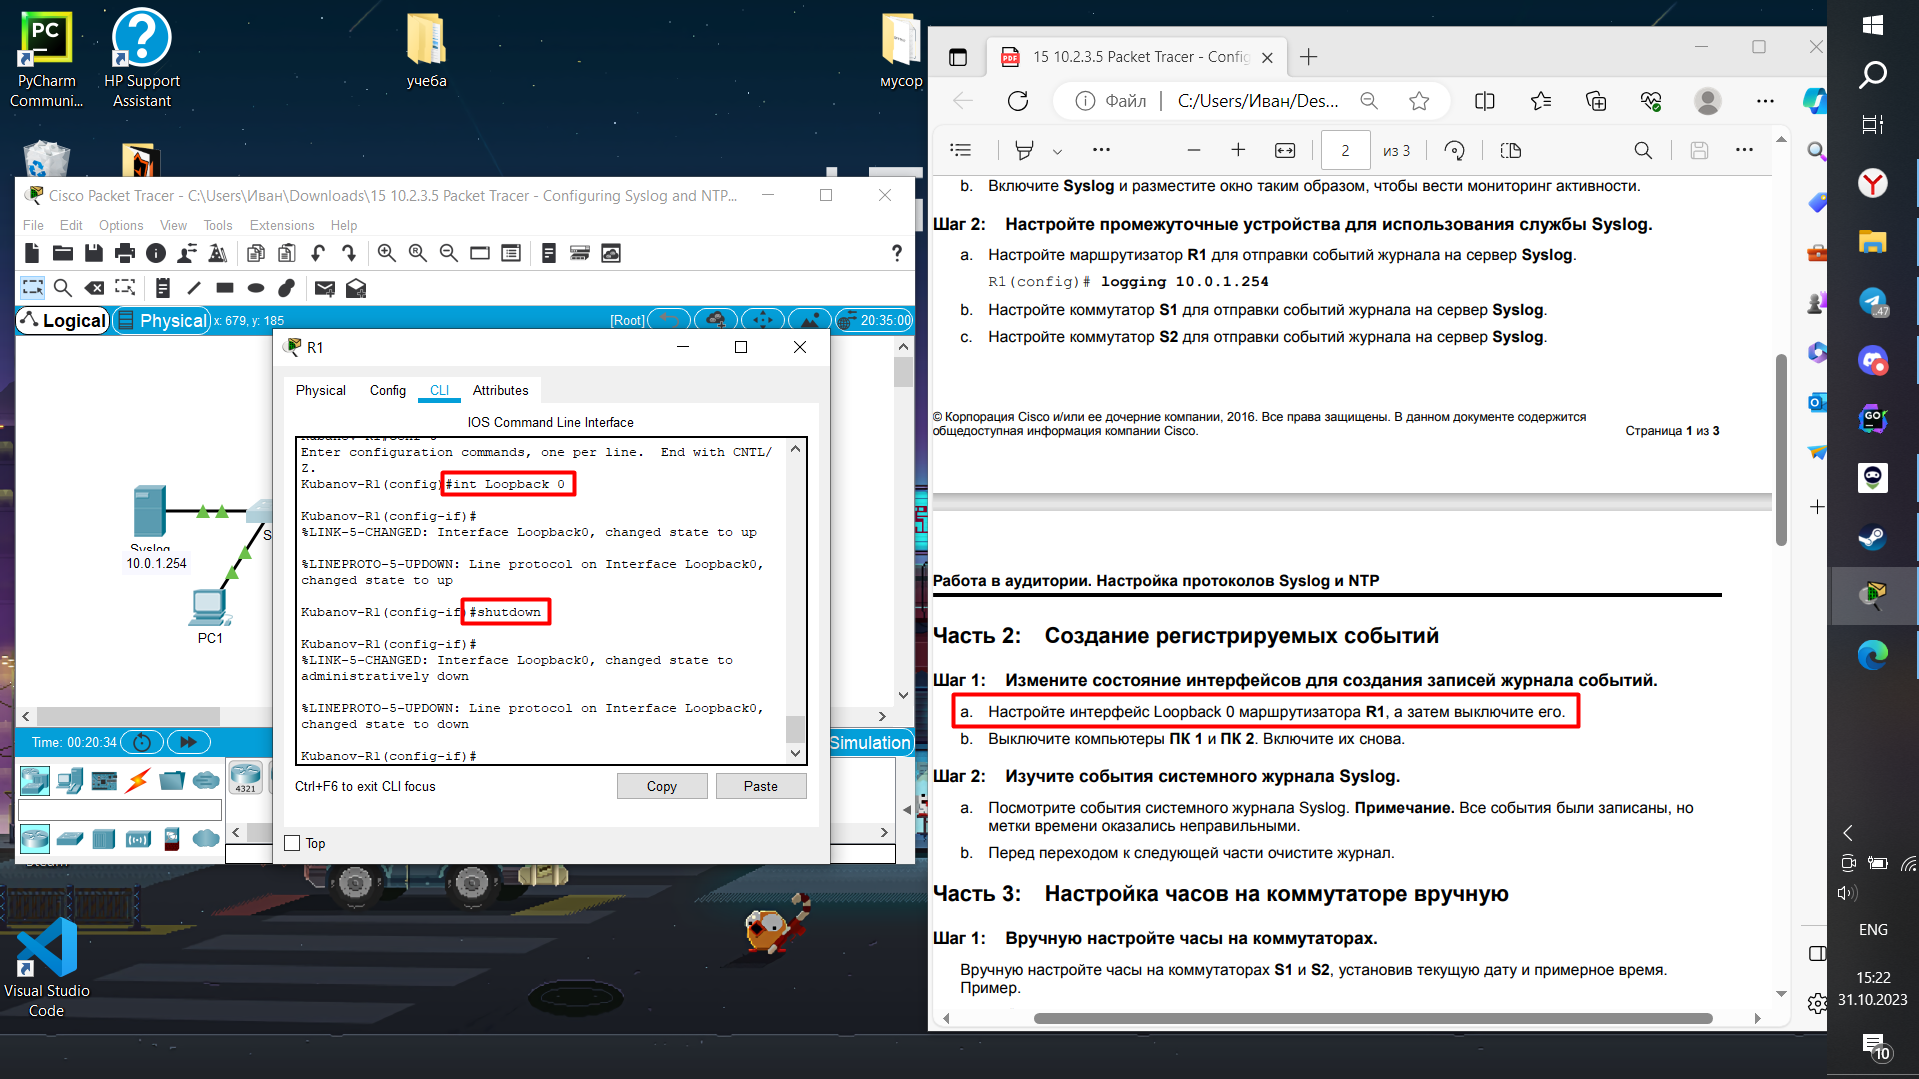 PyCharm
Communi...
HP Support
Assistant
учеба
мусор
Cisco Packet Tracer - C:\Users\Иван\Downloads\15 10.2.3.5 Packet Tracer - Configuring Syslog and NTP...
File Edit Options View Tools Extensions Help
Logical
Physical
x: 679, y: 185
[Root]
20:35:00
Syslog
10.0.1.254
S
PC1
Time: 00:20:34
Simulation
4321
R1
Physical Config CLI Attributes
IOS Command Line Interface
Enter configuration commands, one per line. End with CNTL/
Z.
Kubanov-R1(config)#int Loopback 0
Kubanov-R1(config-if)#
%LINK-5-CHANGED: Interface Loopback0, changed state to up
%LINEPROTO-5-UPDOWN: Line protocol on Interface Loopback0,
changed state to up
Kubanov-R1(config-if)#shutdown
Kubanov-R1(config-if)#
%LINK-5-CHANGED: Interface Loopback0, changed state to
administratively down
%LINEPROTO-5-UPDOWN: Line protocol on Interface Loopback0,
changed state to down
Kubanov-R1(config-if)#
Ctrl+F6 to exit CLI focus
Copy
Paste
Top
Visual Studio
Code
15 10.2.3.5 Packet Tracer - Config
Файл
C:/Users/Иван/Des...
2 из 3
b. Включите Syslog и разместите окно таким образом, чтобы вести мониторинг активности.
Шаг 2: Настройте промежуточные устройства для использования службы Syslog.
a. Настройте маршрутизатор R1 для отправки событий журнала на сервер Syslog.
R1(config)# logging 10.0.1.254
b. Настройте коммутатор S1 для отправки событий журнала на сервер Syslog.
c. Настройте коммутатор S2 для отправки событий журнала на сервер Syslog.
© Корпорация Cisco и/или ее дочерние компании, 2016. Все права защищены. В данном документе содержится
общедоступная информация компании Cisco.
Страница 1 из 3
Работа в аудитории. Настройка протоколов Syslog и NTP
Часть 2: Создание регистрируемых событий
Шаг 1: Измените состояние интерфейсов для создания записей журнала событий.
a. Настройте интерфейс Loopback 0 маршрутизатора R1, а затем выключите его.
b. Выключите компьютеры ПК 1 и ПК 2. Включите их снова.
Шаг 2: Изучите события системного журнала Syslog.
a. Посмотрите события системного журнала Syslog. Примечание. Все события были записаны, но
метки времени оказались неправильными.
b. Перед переходом к следующей части очистите журнал.
Часть 3: Настройка часов на коммутаторе вручную
Шаг 1: Вручную настройте часы на коммутаторах.
Вручную настройте часы на коммутаторах S1 и S2, установив текущую дату и примерное время.
Пример.
47
GO
ENG
15:22
31.10.2023
10